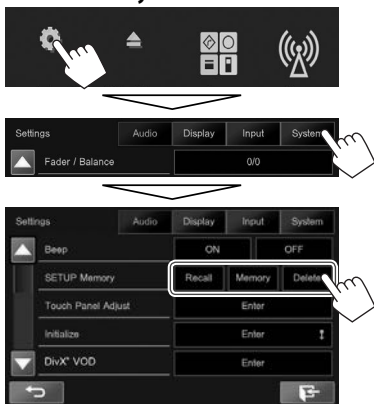 Settings Audio Display Input System
Fader / Balance 0/0
Settings Audio Display Input System
Beep ON OFF
SETUP Memory Recall Memory Delete
Touch Panel Adjust Enter
Initialize Enter
DivX® VOD Enter